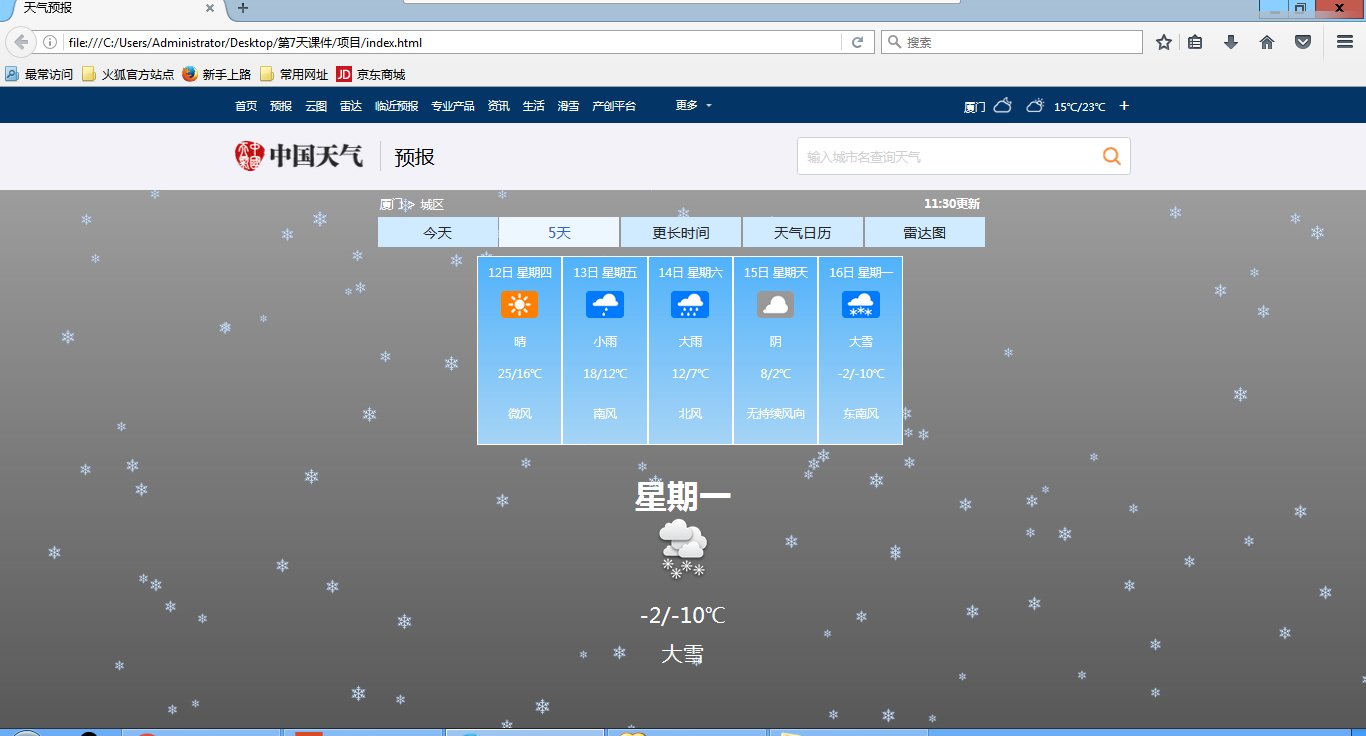 天气预报
file:///C:/Users/Administrator/Desktop/第7天课件/项目/index.html
搜索
最常访问 火狐官方站点 新手上路 常用网址 JD 京东商城
首页 预报 云图 雷达 临近预报 专业产品 资讯 生活 滑雪 产创平台 更多 厦门 15℃/23℃ +
中国天气 预报 输入城市名查询天气
厦门> 城区 11:30更新
今天 5天 更长时间 天气日历 雷达图
12日 星期四 13日 星期五 14日 星期六 15日 星期天 16日 星期一
晴 小雨 大雨 阴 大雪
25/16℃ 18/12℃ 12/7℃ 8/2℃ -2/-10℃
微风 南风 北风 无持续风向 东南风
星期一
-2/-10℃
大雪